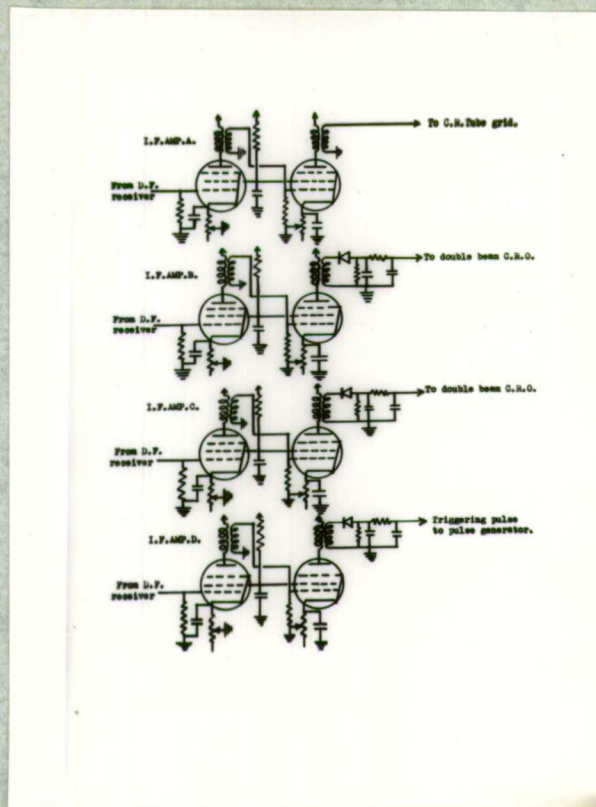 I.F.AMP.A.
To C.R.Tube grid.
From D.F.
receiver
I.F.AMP.B.
To double beam C.R.O.
From D.F.
receiver
I.F.AMP.C.
To double beam C.R.O.
From D.F.
receiver
I.F.AMP.D.
Triggering pulse
to pulse generator.
From D.F.
receiver